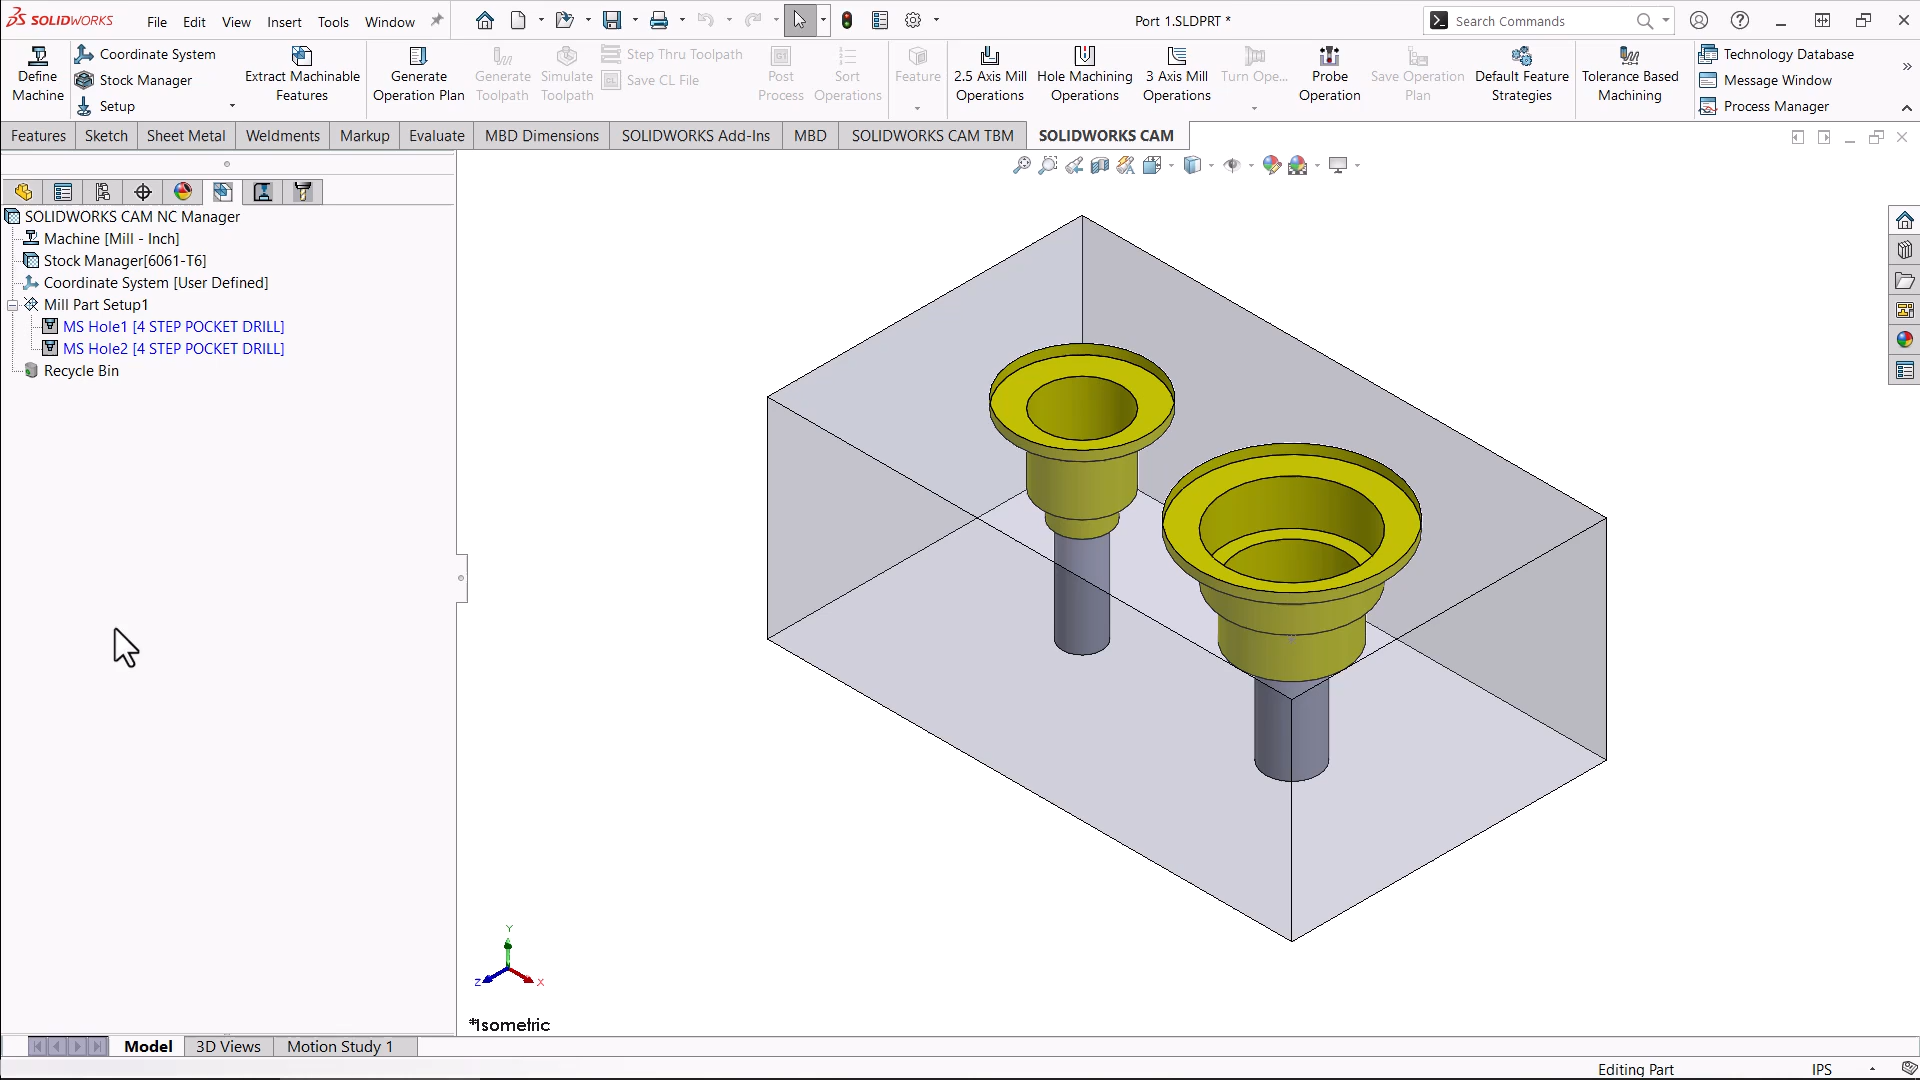 SOLIDWORKS File Edit View Insert Tools Window Port 1.SLDPRT * Search Commands
Define Machine
Coordinate System
Stock Manager
Setup
Extract Machinable Features
Generate Operation Plan
Generate Toolpath
Simulate Toolpath
Step Thru Toolpath
Save CL File
Post Process
Sort Operations
Feature
2.5 Axis Mill Operations
Hole Machining Operations
3 Axis Mill Operations
Turn Ope...
Probe Operation
Save Operation Plan
Default Feature Strategies
Tolerance Based Machining
Technology Database
Message Window
Process Manager
Features Sketch Sheet Metal Weldments Markup Evaluate MBD Dimensions SOLIDWORKS Add-Ins MBD SOLIDWORKS CAM TBM SOLIDWORKS CAM
SOLIDWORKS CAM NC Manager
Machine [Mill - Inch]
Stock Manager[6061-T6]
Coordinate System [User Defined]
Mill Part Setup1
MS Hole1 [4 STEP POCKET DRILL]
MS Hole2 [4 STEP POCKET DRILL]
Recycle Bin
Y
Z X
*Isometric
Model 3D Views Motion Study 1
Editing Part IPS